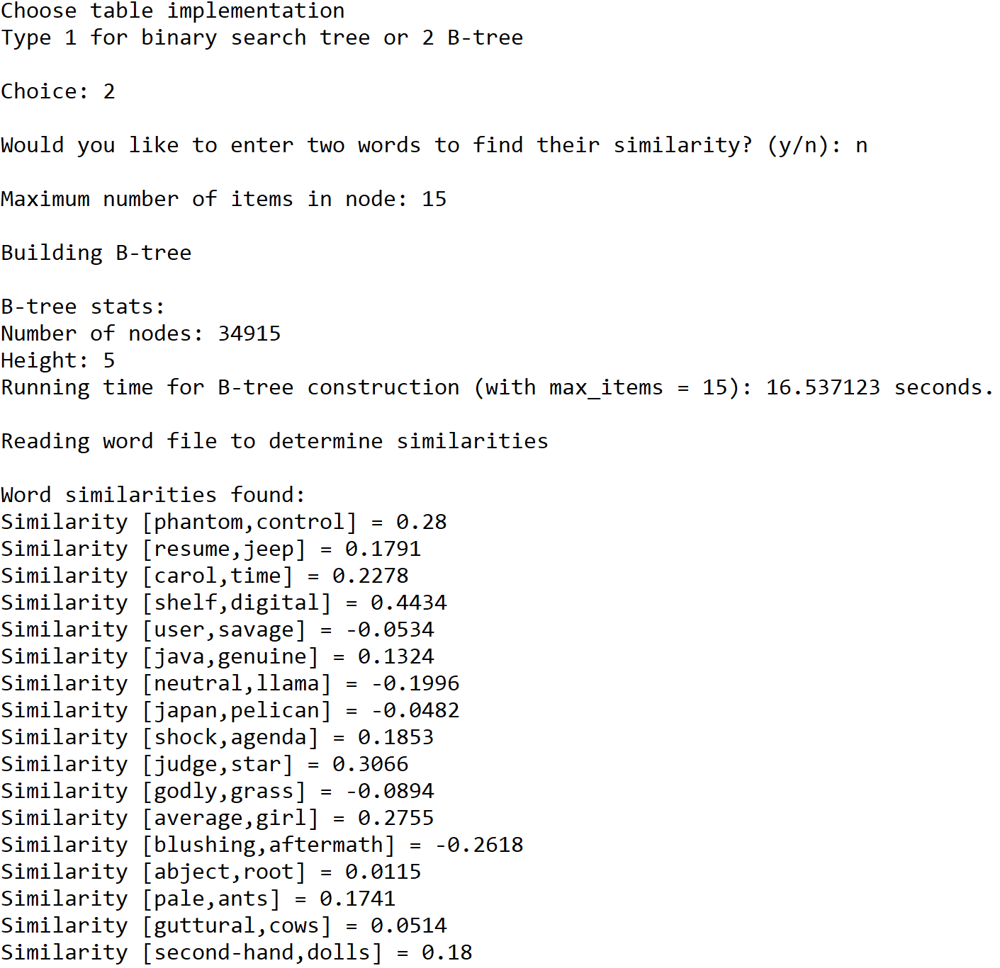 Choose table implementation
Type 1 for binary search tree or 2 B-tree
Choice: 2
Would you like to enter two words to find their similarity? (y/n): n
Maximum number of items in node: 15
Building B-tree
B-tree stats:
Number of nodes: 34915
Height: 5
Running time for B-tree construction (with max_items = 15): 16.537123 seconds.
Reading word file to determine similarities
Word similarities found:
Similarity [phantom,control] = 0.28
Similarity [resume,jeep] = 0.1791
Similarity [carol,time] = 0.2278
Similarity [shelf,digital] = 0.4434
Similarity [user,savage] = -0.0534
Similarity [java,genuine] = 0.1324
Similarity [neutral,llama] = -0.1996
Similarity [japan,pelican] = -0.0482
Similarity [shock,agenda] = 0.1853
Similarity [judge,star] = 0.3066
Similarity [godly,grass] = -0.0894
Similarity [average,girl] = 0.2755
Similarity [blushing,aftermath] = -0.2618
Similarity [abject,root] = 0.0115
Similarity [pale,ants] = 0.1741
Similarity [guttural,cows] = 0.0514
Similarity [second-hand,dolls] = 0.18